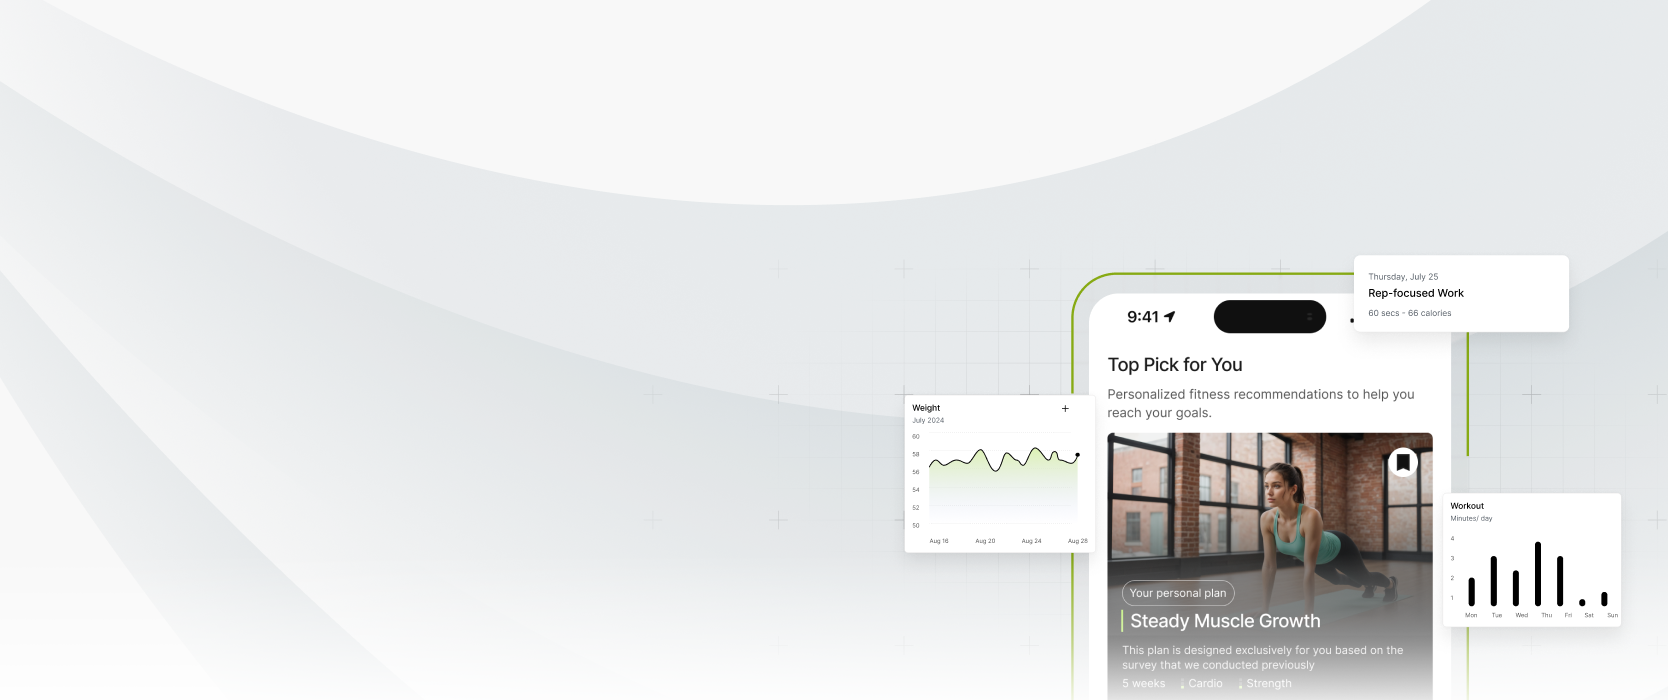 Thursday, July 25
Rep-focused Work
60 secs - 66 calories
9:41
Top Pick for You
Personalized fitness recommendations to help you
reach your goals.
Weight
+
July 2024
60
58
56
54
52
50
Aug 16 Aug 20 Aug 24 Aug 28
Your personal plan
Steady Muscle Growth
This plan is designed exclusively for you based on the
survey that we conducted previously
5 weeks Cardio Strength
Workout
Minutes/ day
4
3
2
1
Mon Tue Wed Thu Fri Sat Sun